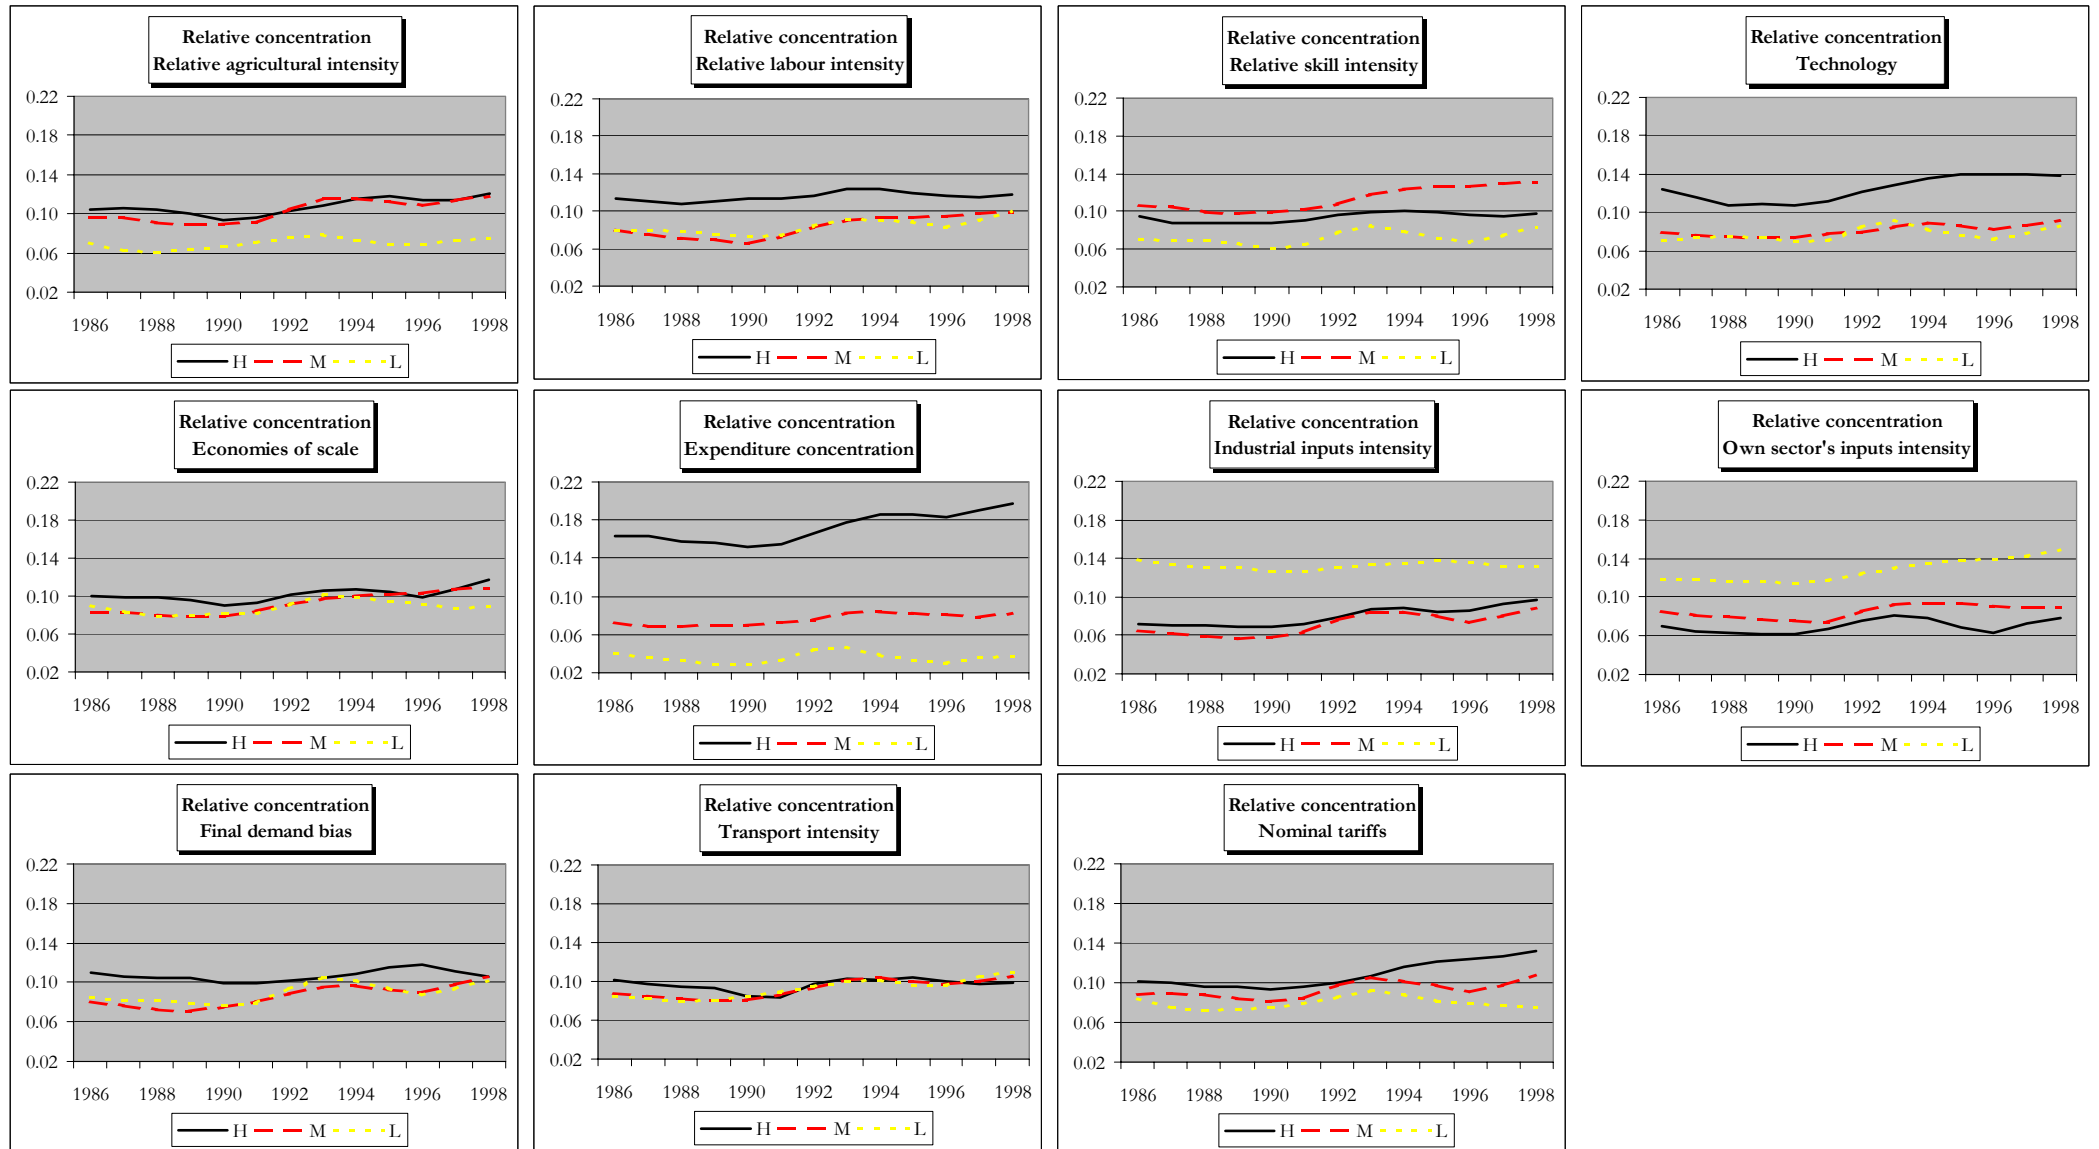 Relative concentration
Relative agricultural intensity
0.22
0.18
0.14
0.10
0.06
0.02
1986 1988 1990 1992 1994 1996 1998
H M L
Relative concentration
Relative labour intensity
0.22
0.18
0.14
0.10
0.06
0.02
1986 1988 1990 1992 1994 1996 1998
H M L
Relative concentration
Relative skill intensity
0.22
0.18
0.14
0.10
0.06
0.02
1986 1988 1990 1992 1994 1996 1998
H M L
Relative concentration
Technology
0.22
0.18
0.14
0.10
0.06
0.02
1986 1988 1990 1992 1994 1996 1998
H M L
Relative concentration
Economies of scale
0.22
0.18
0.14
0.10
0.06
0.02
1986 1988 1990 1992 1994 1996 1998
H M L
Relative concentration
Expenditure concentration
0.22
0.18
0.14
0.10
0.06
0.02
1986 1988 1990 1992 1994 1996 1998
H M L
Relative concentration
Industrial inputs intensity
0.22
0.18
0.14
0.10
0.06
0.02
1986 1988 1990 1992 1994 1996 1998
H M L
Relative concentration
Own sector's inputs intensity
0.22
0.18
0.14
0.10
0.06
0.02
1986 1988 1990 1992 1994 1996 1998
H M L
Relative concentration
Final demand bias
0.22
0.18
0.14
0.10
0.06
0.02
1986 1988 1990 1992 1994 1996 1998
H M L
Relative concentration
Transport intensity
0.22
0.18
0.14
0.10
0.06
0.02
1986 1988 1990 1992 1994 1996 1998
H M L
Relative concentration
Nominal tariffs
0.22
0.18
0.14
0.10
0.06
0.02
1986 1988 1990 1992 1994 1996 1998
H M L